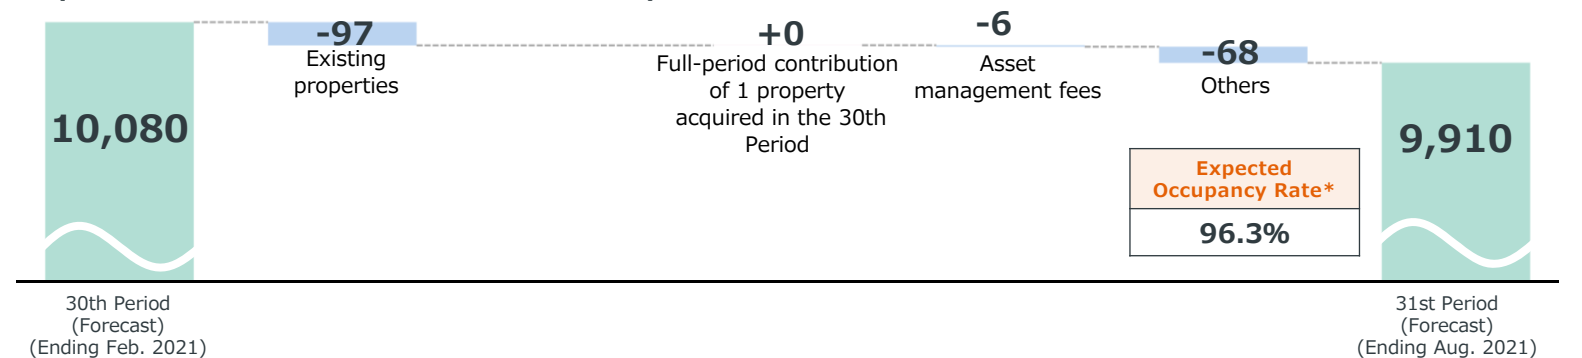 10,080
-97
Existing
properties
+0
Full-period contribution
of 1 property
acquired in the 30th
Period
-6
Asset
management fees
-68
Others
Expected
Occupancy Rate*
96.3%
9,910
30th Period
(Forecast)
(Ending Feb. 2021)
31st Period
(Forecast)
(Ending Aug. 2021)